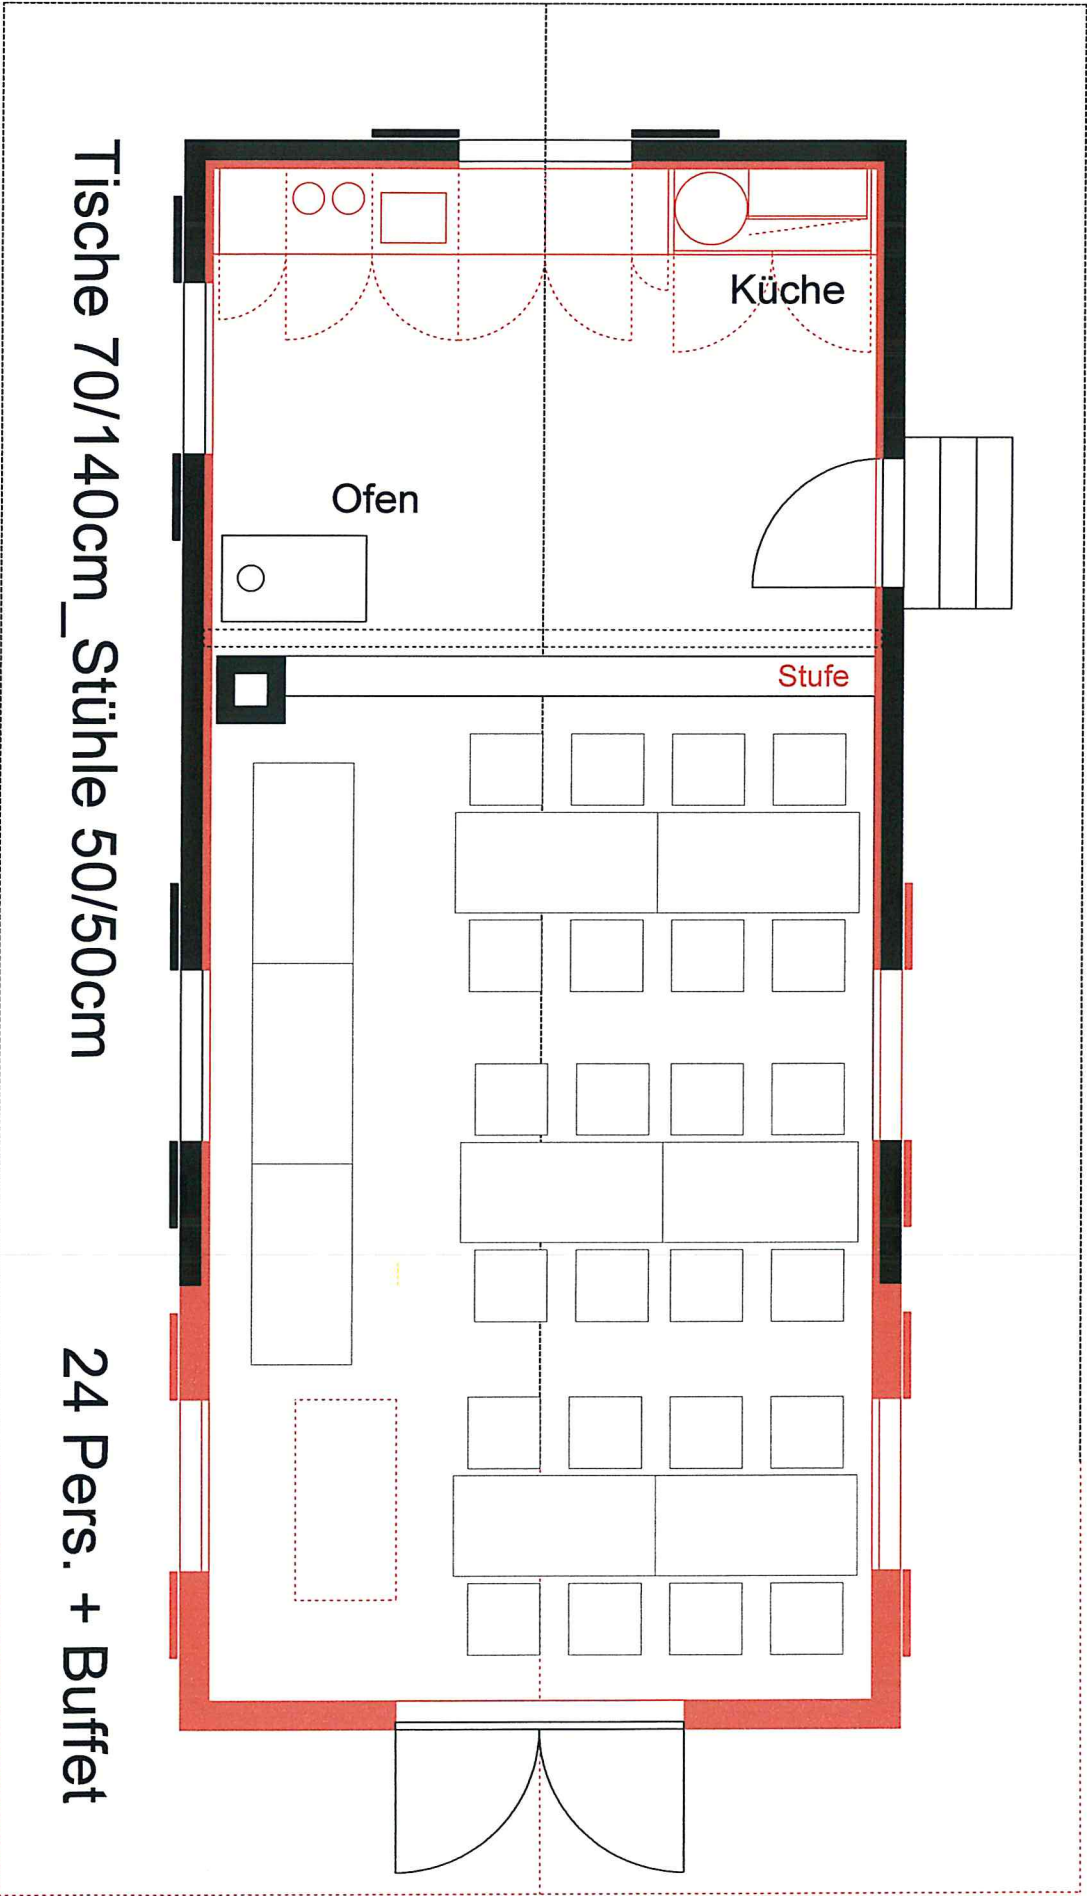 Küche
Ofen
Stufe
Tische 70/140cm_Stühle 50/50cm
24 Pers. + Buffet